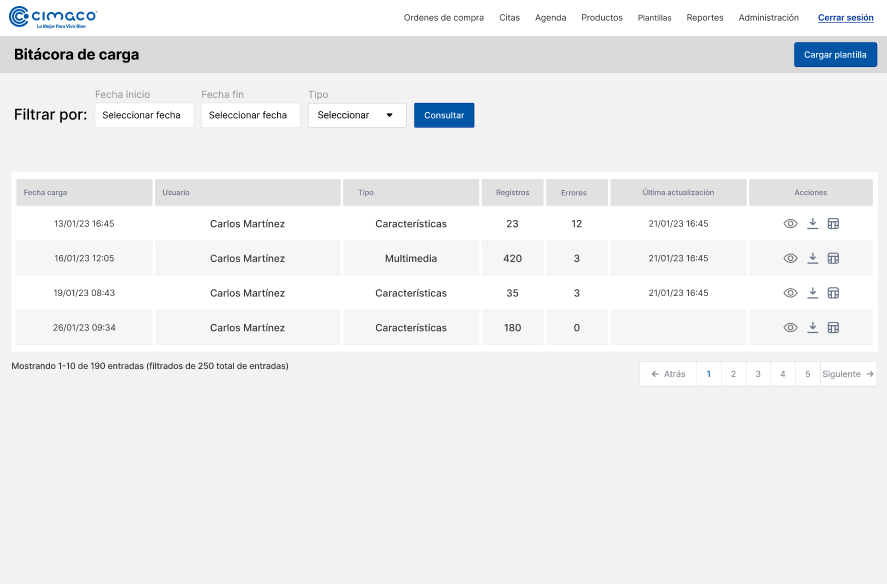 CIMACO
Lo Mejor Para Vivir Bien
Ordenes de compra Citas Agenda Productos Plantillas Reportes Administración Cerrar sesión
Bitácora de carga
Cargar plantilla
Fecha inicio Fecha fin Tipo
Filtrar por: Seleccionar fecha Seleccionar fecha Seleccionar Consultar
Fecha carga Usuario Tipo Registros Errores Última actualización Acciones
13/01/23 16:45 Carlos Martínez Características 23 12 21/01/23 16:45
16/01/23 12:05 Carlos Martínez Multimedia 420 3 21/01/23 16:45
19/01/23 08:43 Carlos Martínez Características 35 3 21/01/23 16:45
26/01/23 09:34 Carlos Martínez Características 180 0
Mostrando 1-10 de 190 entradas (filtrados de 250 total de entradas)
← Atrás 1 2 3 4 5 Siguiente →